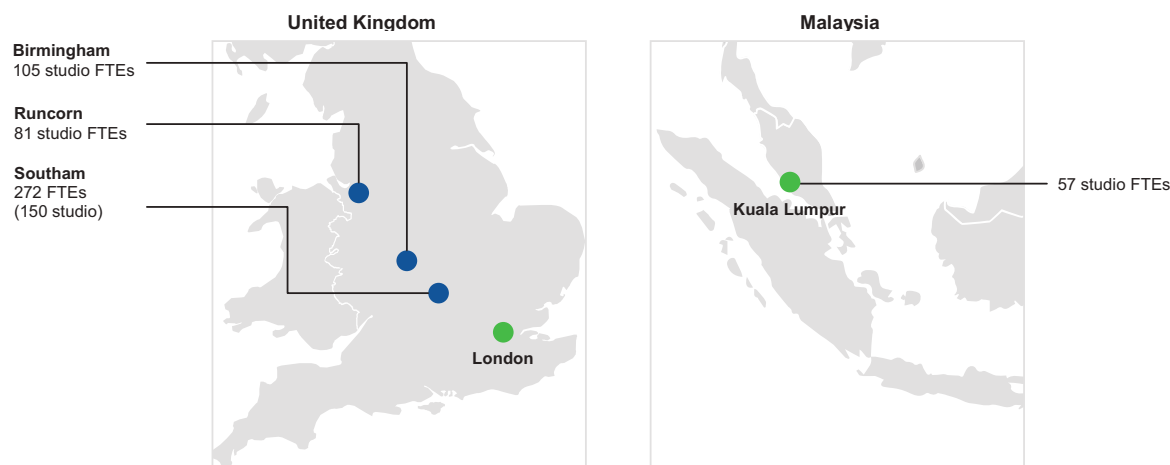 United Kingdom
Birmingham
105 studio FTEs
Runcorn
81 studio FTEs
Southam
272 FTEs
(150 studio)
London
Malaysia
Kuala Lumpur
57 studio FTEs